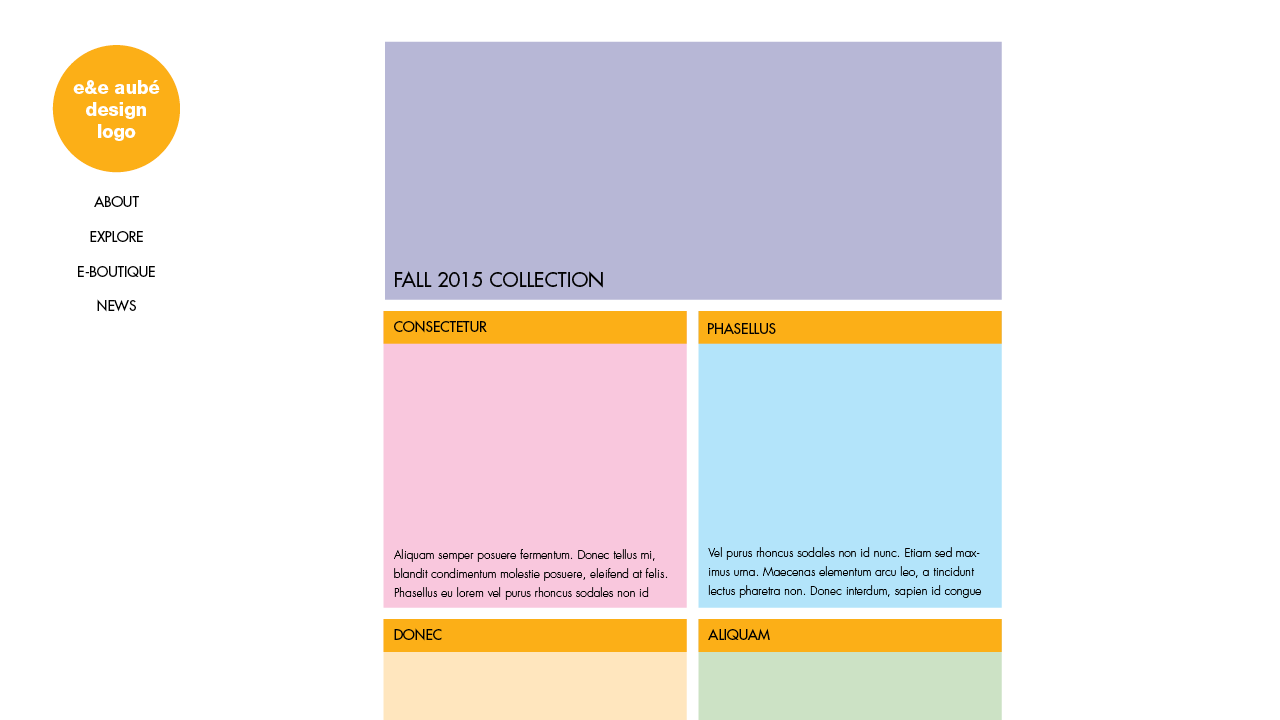 e&e aubé
design
logo
ABOUT
EXPLORE
E-BOUTIQUE
NEWS
FALL 2015 COLLECTION
CONSECTETUR
Aliquam semper posuere fermentum. Donec tellus mi,
blandit condimentum molestie posuere, eleifend at felis.
Phasellus eu lorem vel purus rhoncus sodales non id
PHASELLUS
Vel purus rhoncus sodales non id nunc. Etiam sed max-
imus urna. Maecenas elementum arcu leo, a tincidunt
lectus pharetra non. Donec interdum, sapien id congue
DONEC
ALIQUAM